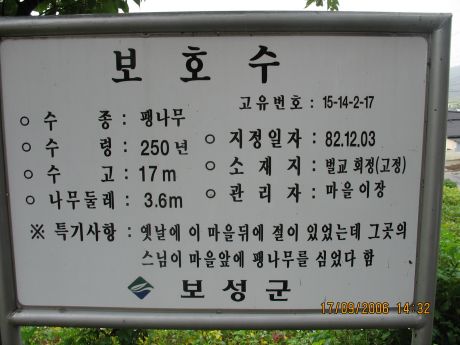 보 호 수
고유번호 : 15-14-2-17
○ 수 종 : 팽나무
○ 수 령 : 250 년 ○ 지정일자 : 82.12.03
○ 수 고 : 17 m ○ 소 재 지 : 벌교 회정(고정)
○ 나무둘레 : 3.6m ○ 관 리 자 : 마을 이장
※ 특기사항 : 옛날에 이 마을뒤에 절이 있었는데 그곳의
스님이 마을앞에 팽나무를 심었다 함
보성군
17/09/2006 14:32